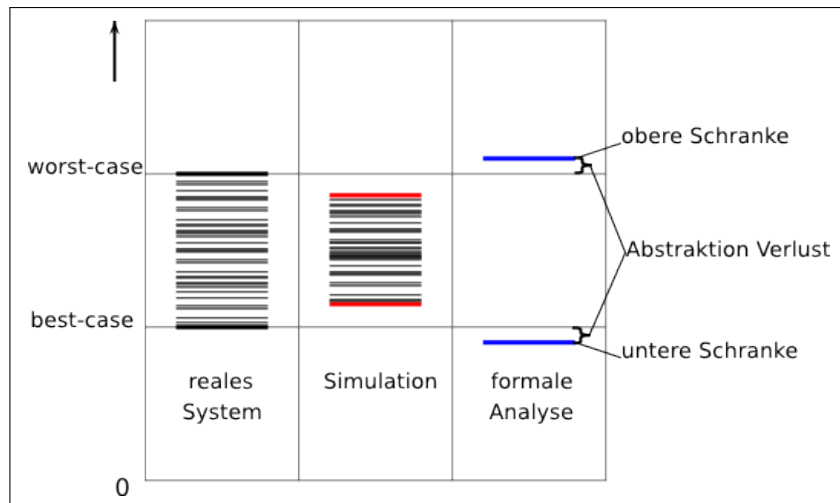 obere Schranke
worst-case
Abstraktion Verlust
best-case
untere Schranke
reales
System
Simulation
formale
Analyse
0